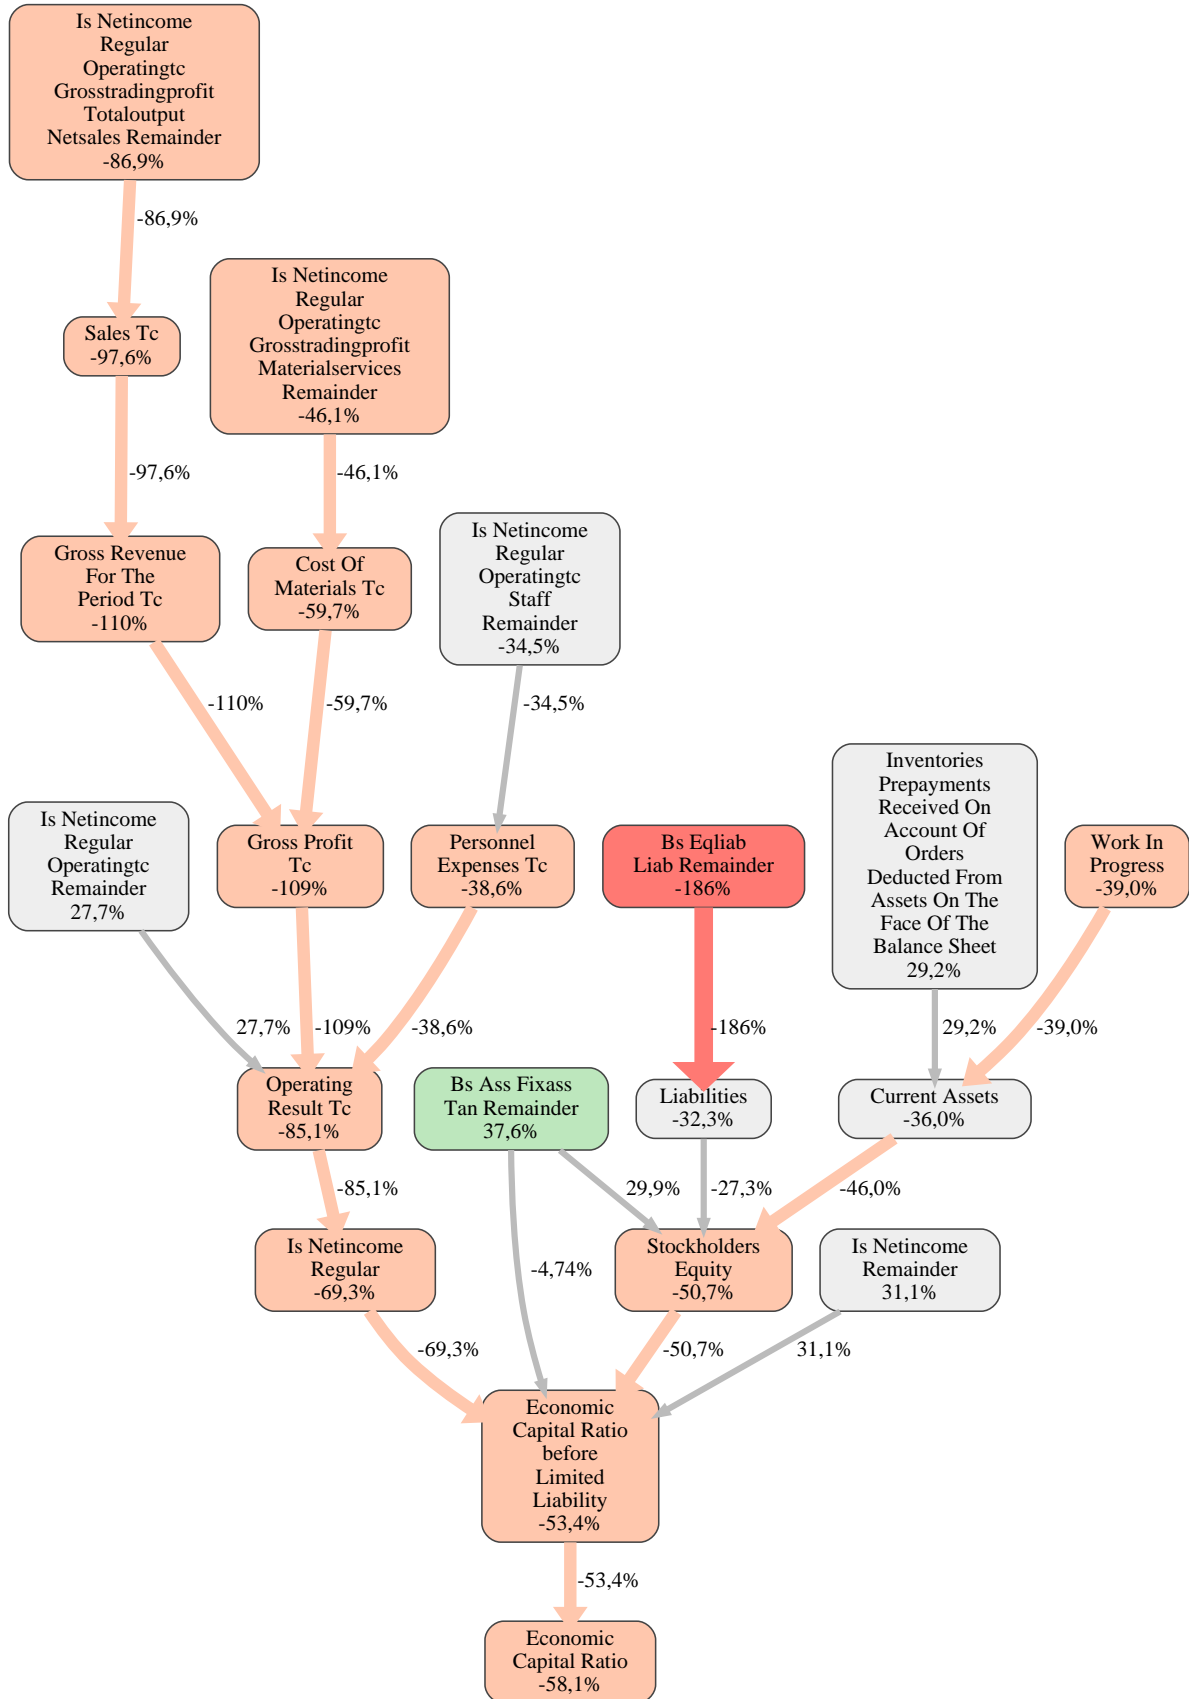 Is Netincome
Regular
Operatingtc
Grosstradingprofit
Totaloutput
Netsales Remainder
-86,9%
-86,9%
Sales Tc
-97,6%
Is Netincome
Regular
Operatingtc
Grosstradingprofit
Materialservices
Remainder
-46,1%
-97,6%
-46,1%
Gross Revenue
For The
Period Tc
-110%
Cost Of
Materials Tc
-59,7%
Is Netincome
Regular
Operatingtc
Staff
Remainder
-34,5%
-110%
-59,7%
-34,5%
Is Netincome
Regular
Operatingtc
Remainder
27,7%
Gross Profit
Tc
-109%
Personnel
Expenses Tc
-38,6%
Bs Eqliab
Liab Remainder
-186%
Inventories
Prepayments
Received On
Account Of
Orders
Deducted From
Assets On The
Face Of The
Balance Sheet
29,2%
Work In
Progress
-39,0%
27,7%
-109%
-38,6%
-186%
29,2%
-39,0%
Operating
Result Tc
-85,1%
Bs Ass Fixass
Tan Remainder
37,6%
Liabilities
-32,3%
Current Assets
-36,0%
-85,1%
29,9%
-27,3%
-46,0%
Is Netincome
Regular
-69,3%
-4,74%
Stockholders
Equity
-50,7%
Is Netincome
Remainder
31,1%
-69,3%
-50,7%
31,1%
Economic
Capital Ratio
before
Limited
Liability
-53,4%
-53,4%
Economic
Capital Ratio
-58,1%